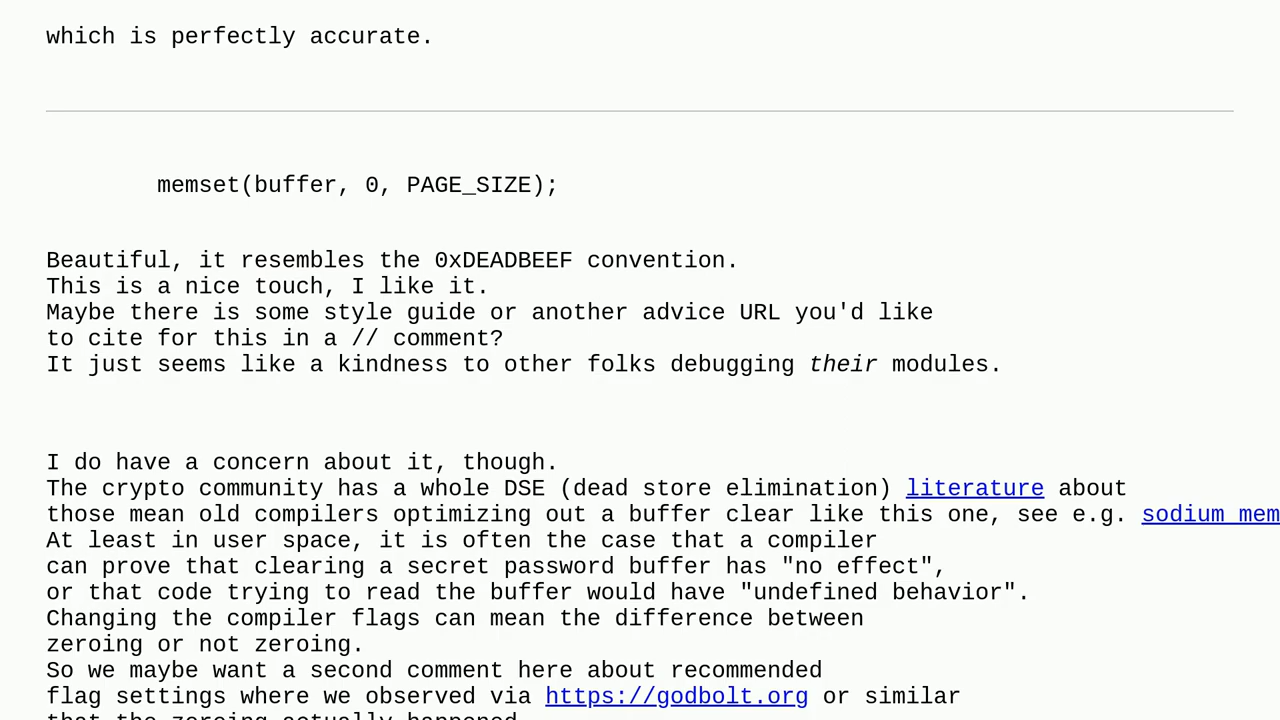 which is perfectly accurate.
memset(buffer, 0, PAGE_SIZE);
Beautiful, it resembles the 0xDEADBEEF convention.
This is a nice touch, I like it.
Maybe there is some style guide or another advice URL you'd like
to cite for this in a // comment?
It just seems like a kindness to other folks debugging their modules.
I do have a concern about it, though.
The crypto community has a whole DSE (dead store elimination) literature about
those mean old compilers optimizing out a buffer clear like this one, see e.g. sodium_mem
At least in user space, it is often the case that a compiler
can prove that clearing a secret password buffer has "no effect",
or that code trying to read the buffer would have "undefined behavior".
Changing the compiler flags can mean the difference between
zeroing or not zeroing.
So we maybe want a second comment here about recommended
flag settings where we observed via https://godbolt.org or similar
that the zeroing actually happened